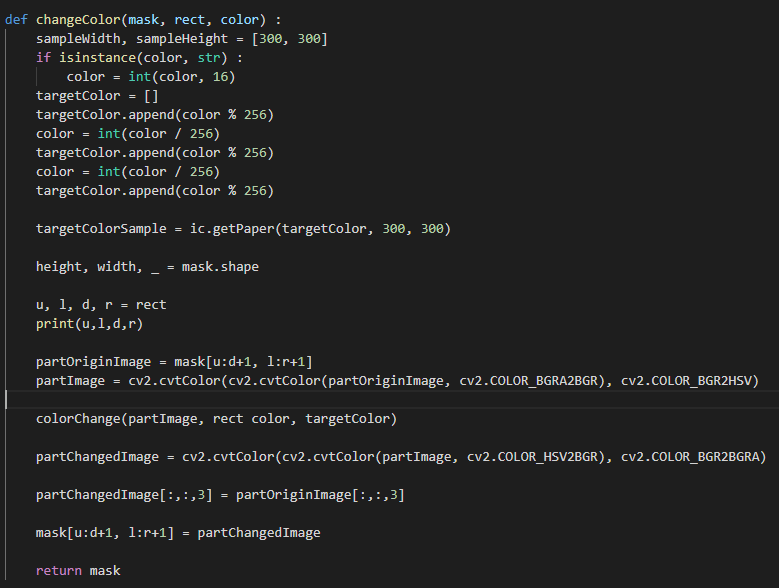 def changeColor(mask, rect, color) :
    sampleWidth, sampleHeight = [300, 300]
    if isinstance(color, str) :
        color = int(color, 16)
    targetColor = []
    targetColor.append(color % 256)
    color = int(color / 256)
    targetColor.append(color % 256)
    color = int(color / 256)
    targetColor.append(color % 256)
    targetColorSample = ic.getPaper(targetColor, 300, 300)
    height, width, _ = mask.shape
    u, l, d, r = rect
    print(u,l,d,r)
    partOriginImage = mask[u:d+1, l:r+1]
    partImage = cv2.cvtColor(cv2.cvtColor(partOriginImage, cv2.COLOR_BGRA2BGR), cv2.COLOR_BGR2HSV)
    colorChange(partImage, rect color, targetColor)
    partChangedImage = cv2.cvtColor(cv2.cvtColor(partImage, cv2.COLOR_HSV2BGR), cv2.COLOR_BGR2BGRA)
    partChangedImage[:,:,3] = partOriginImage[:,:,3]
    mask[u:d+1, l:r+1] = partChangedImage
    return mask